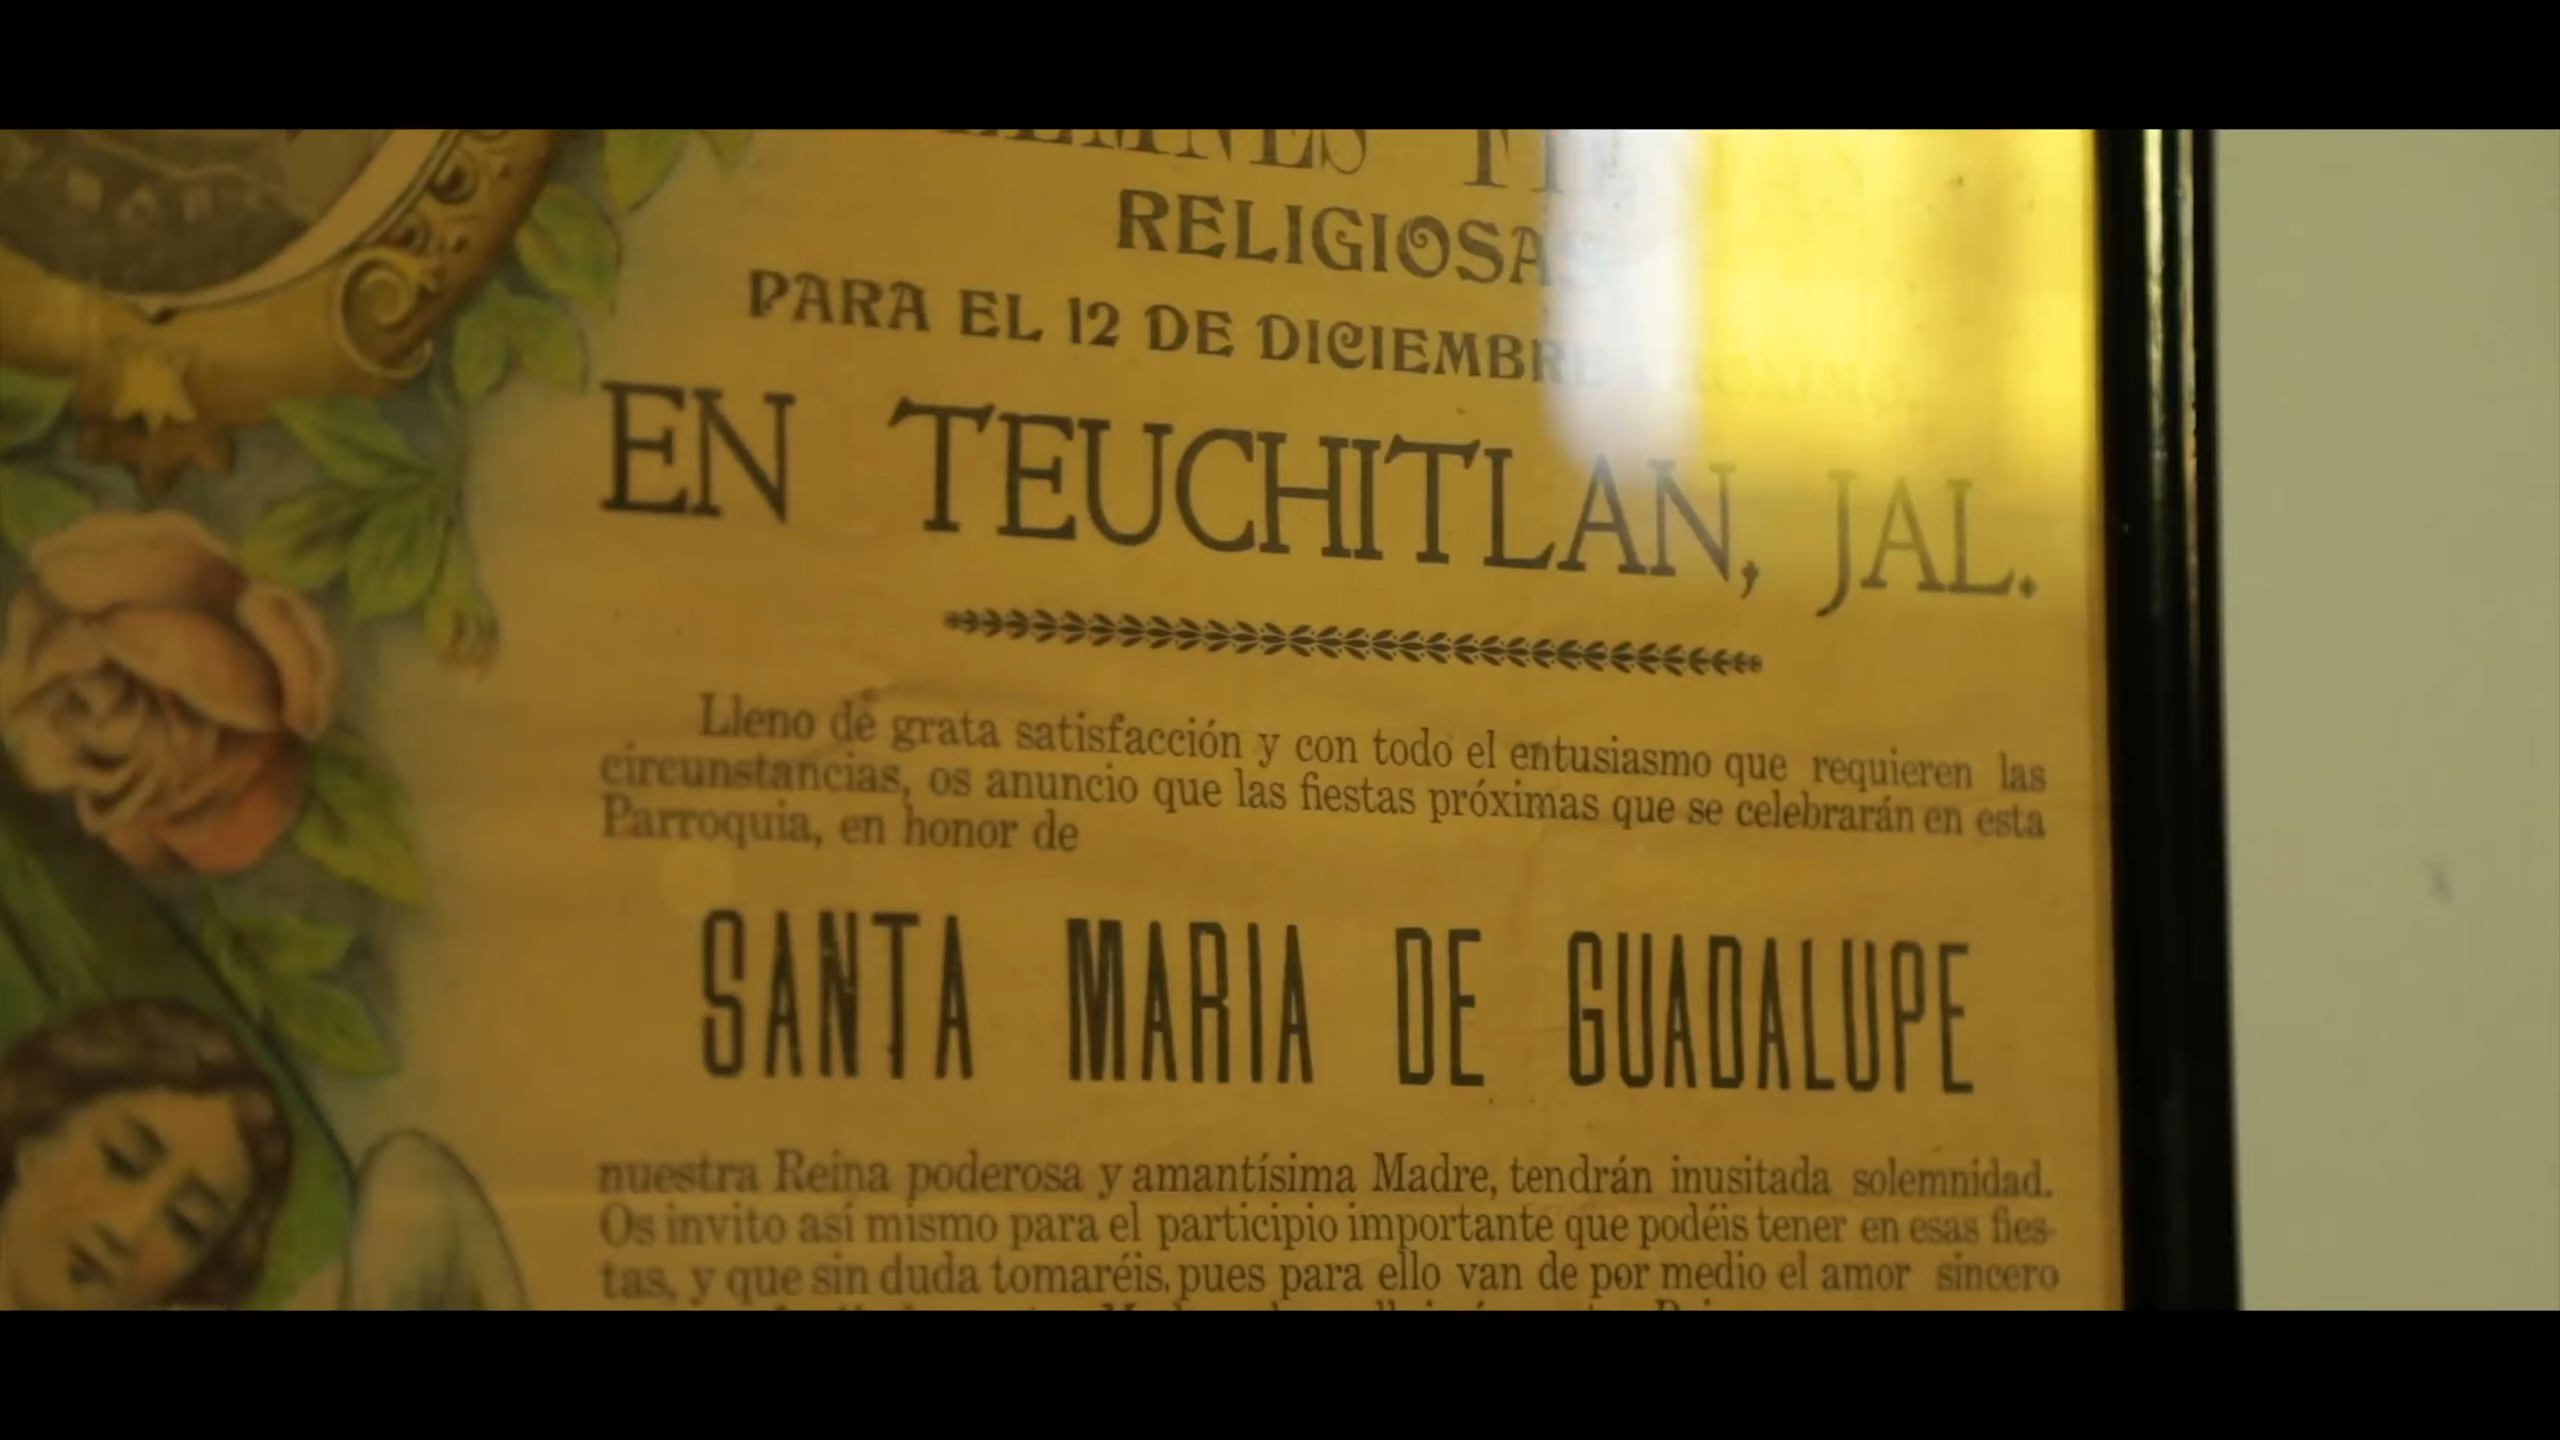 RELIGIOSAS
PARA EL 12 DE DICIEMBRE PROXIMO,
EN TEUCHITLAN, JAL.
Lleno de grata satisfacción y con todo el entusiasmo que requieren las
circunstancias, os anuncio que las fiestas próximas que se celebrarán en esta
Parroquia, en honor de
SANTA MARIA DE GUADALUPE
nuestra Reina poderosa y amantísima Madre, tendrán inusitada solemnidad.
Os invito así mismo para el participio importante que podéis tener en esas fies-
tas, y que sin duda tomaréis, pues para ello van de por medio el amor sincero